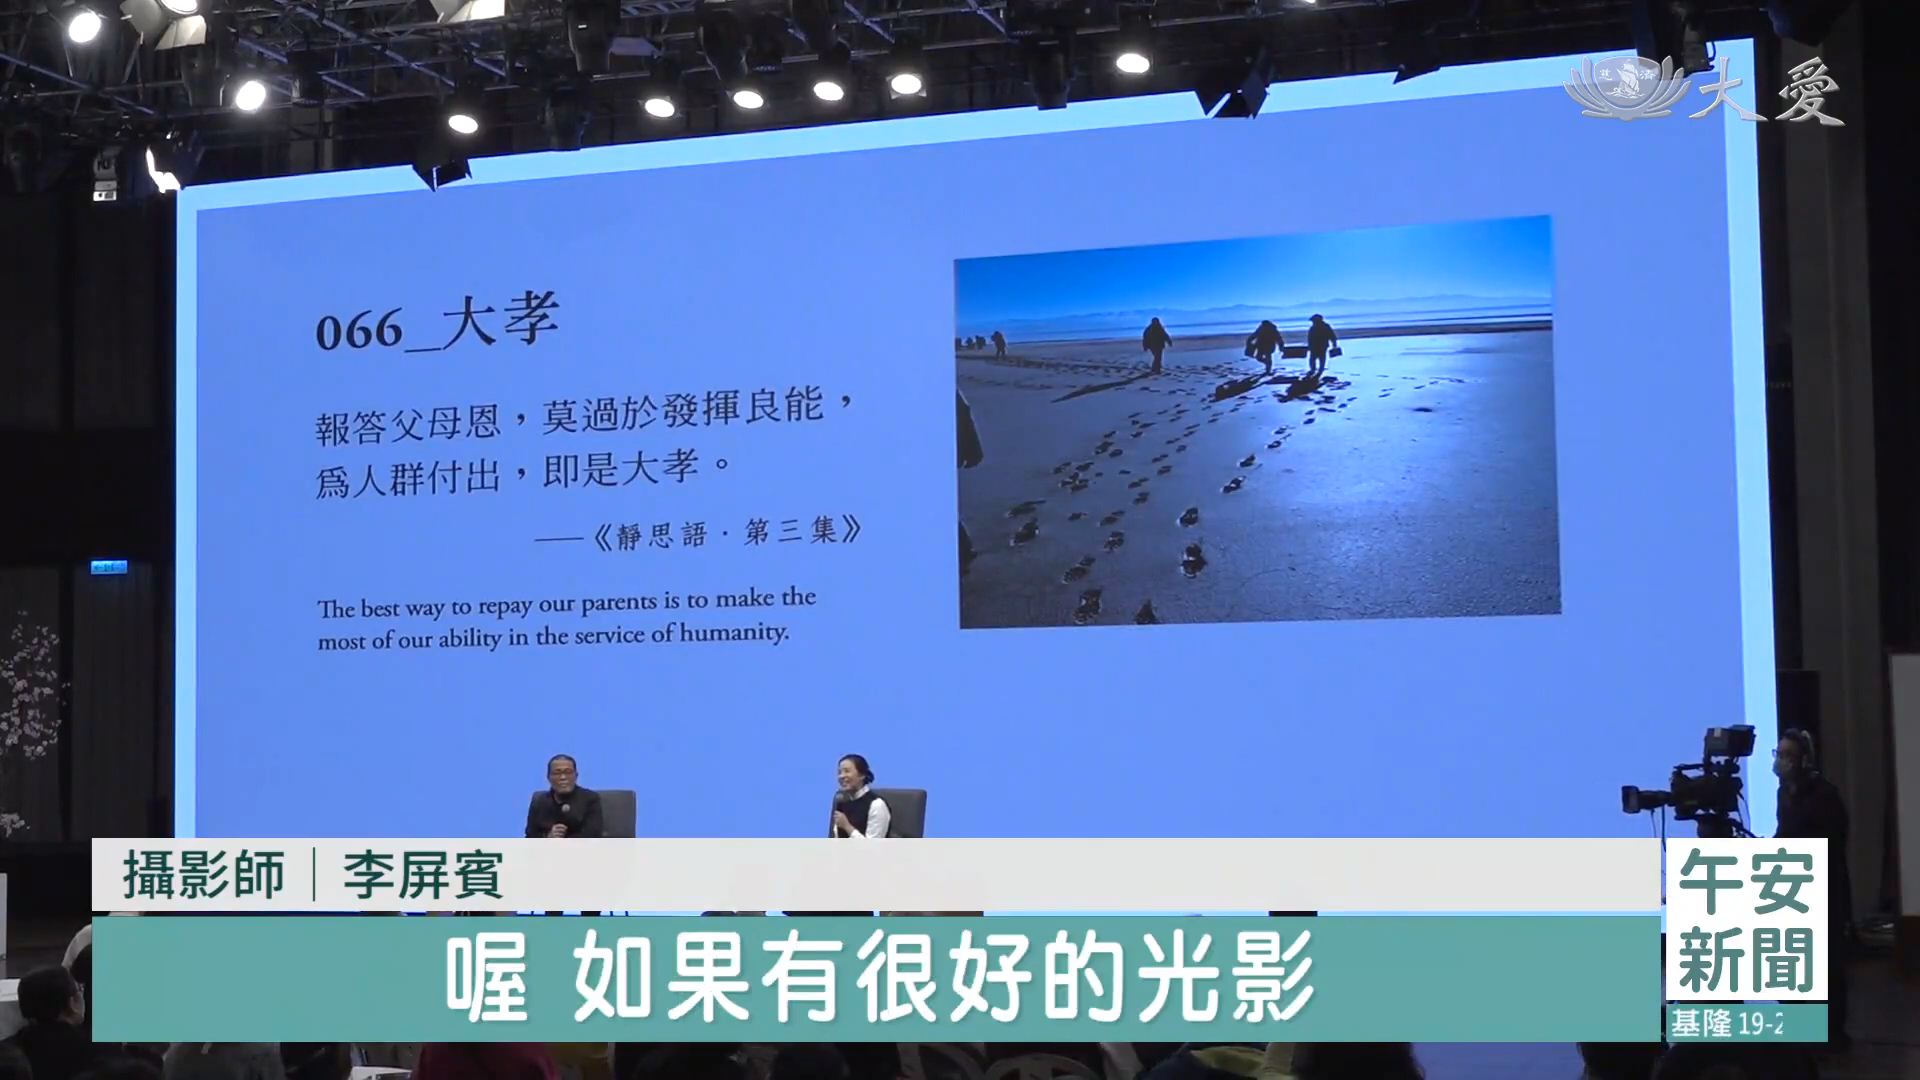 慈濟
大愛
066_大孝
報答父母恩，莫過於發揮良能，
為人群付出，即是大孝。
——《靜思語·第三集》
The best way to repay our parents is to make the
most of our ability in the service of humanity.
攝影師｜李屏賓
喔 如果有很好的光影
午安
新聞
基隆 19-2